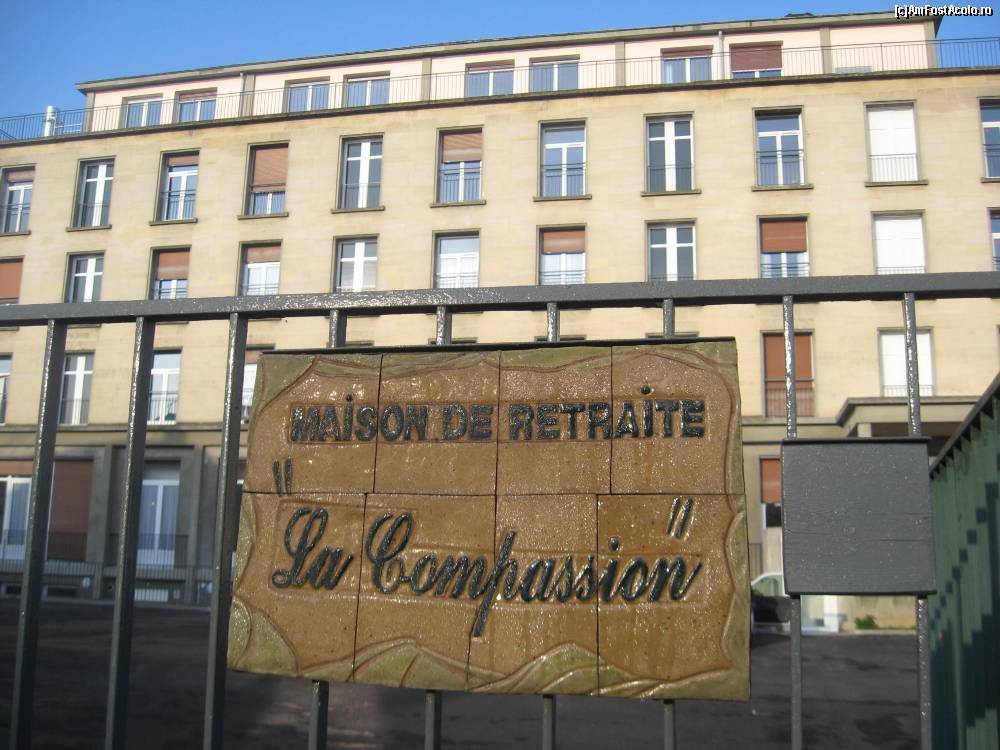 [c]AmFostAcolo.ro
MAiSON DE RETRAiTE
"La Compassion"